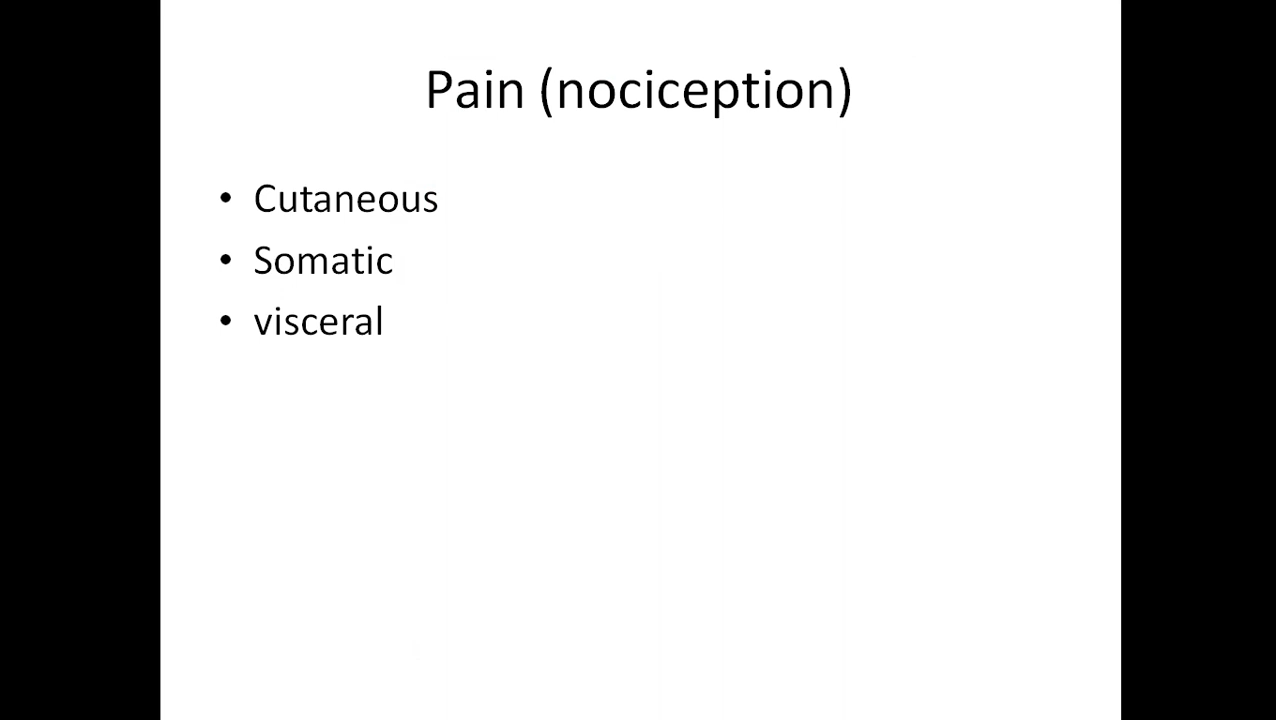 Pain (nociception)
• Cutaneous
• Somatic
• visceral